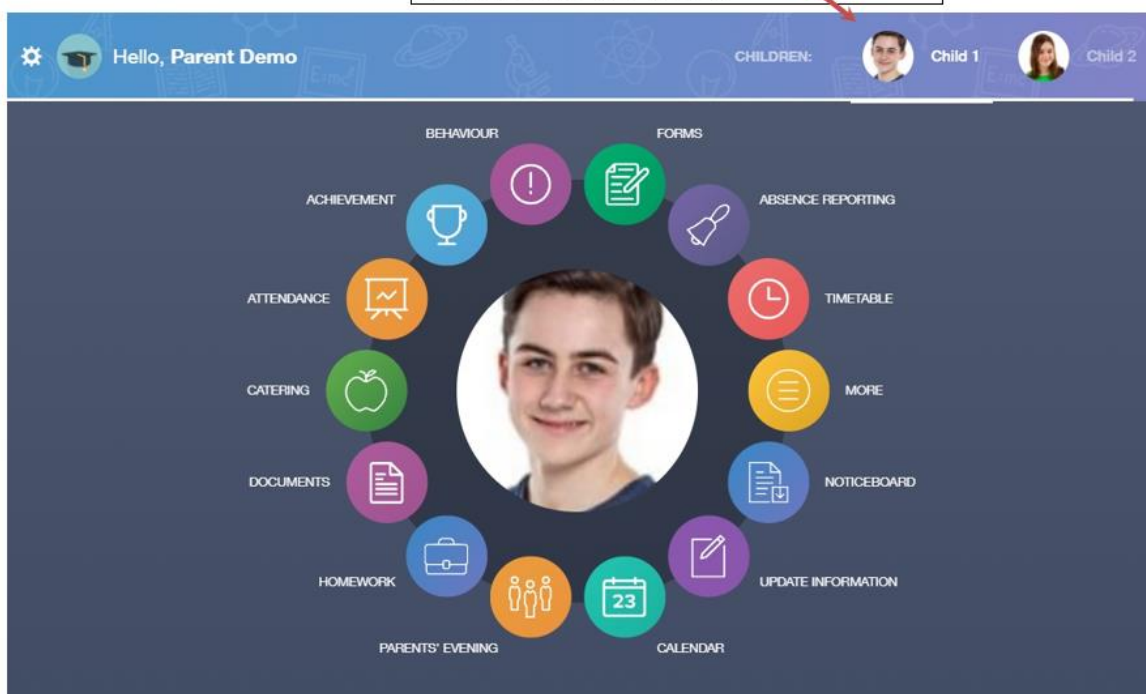 Hello, Parent Demo
CHILDREN:
Child 1
Child 2
BEHAVIOUR
FORMS
ACHIEVEMENT
ABSENCE REPORTING
ATTENDANCE
TIMETABLE
CATERING
MORE
DOCUMENTS
NOTICEBOARD
HOMEWORK
UPDATE INFORMATION
23
PARENTS' EVENING
CALENDAR